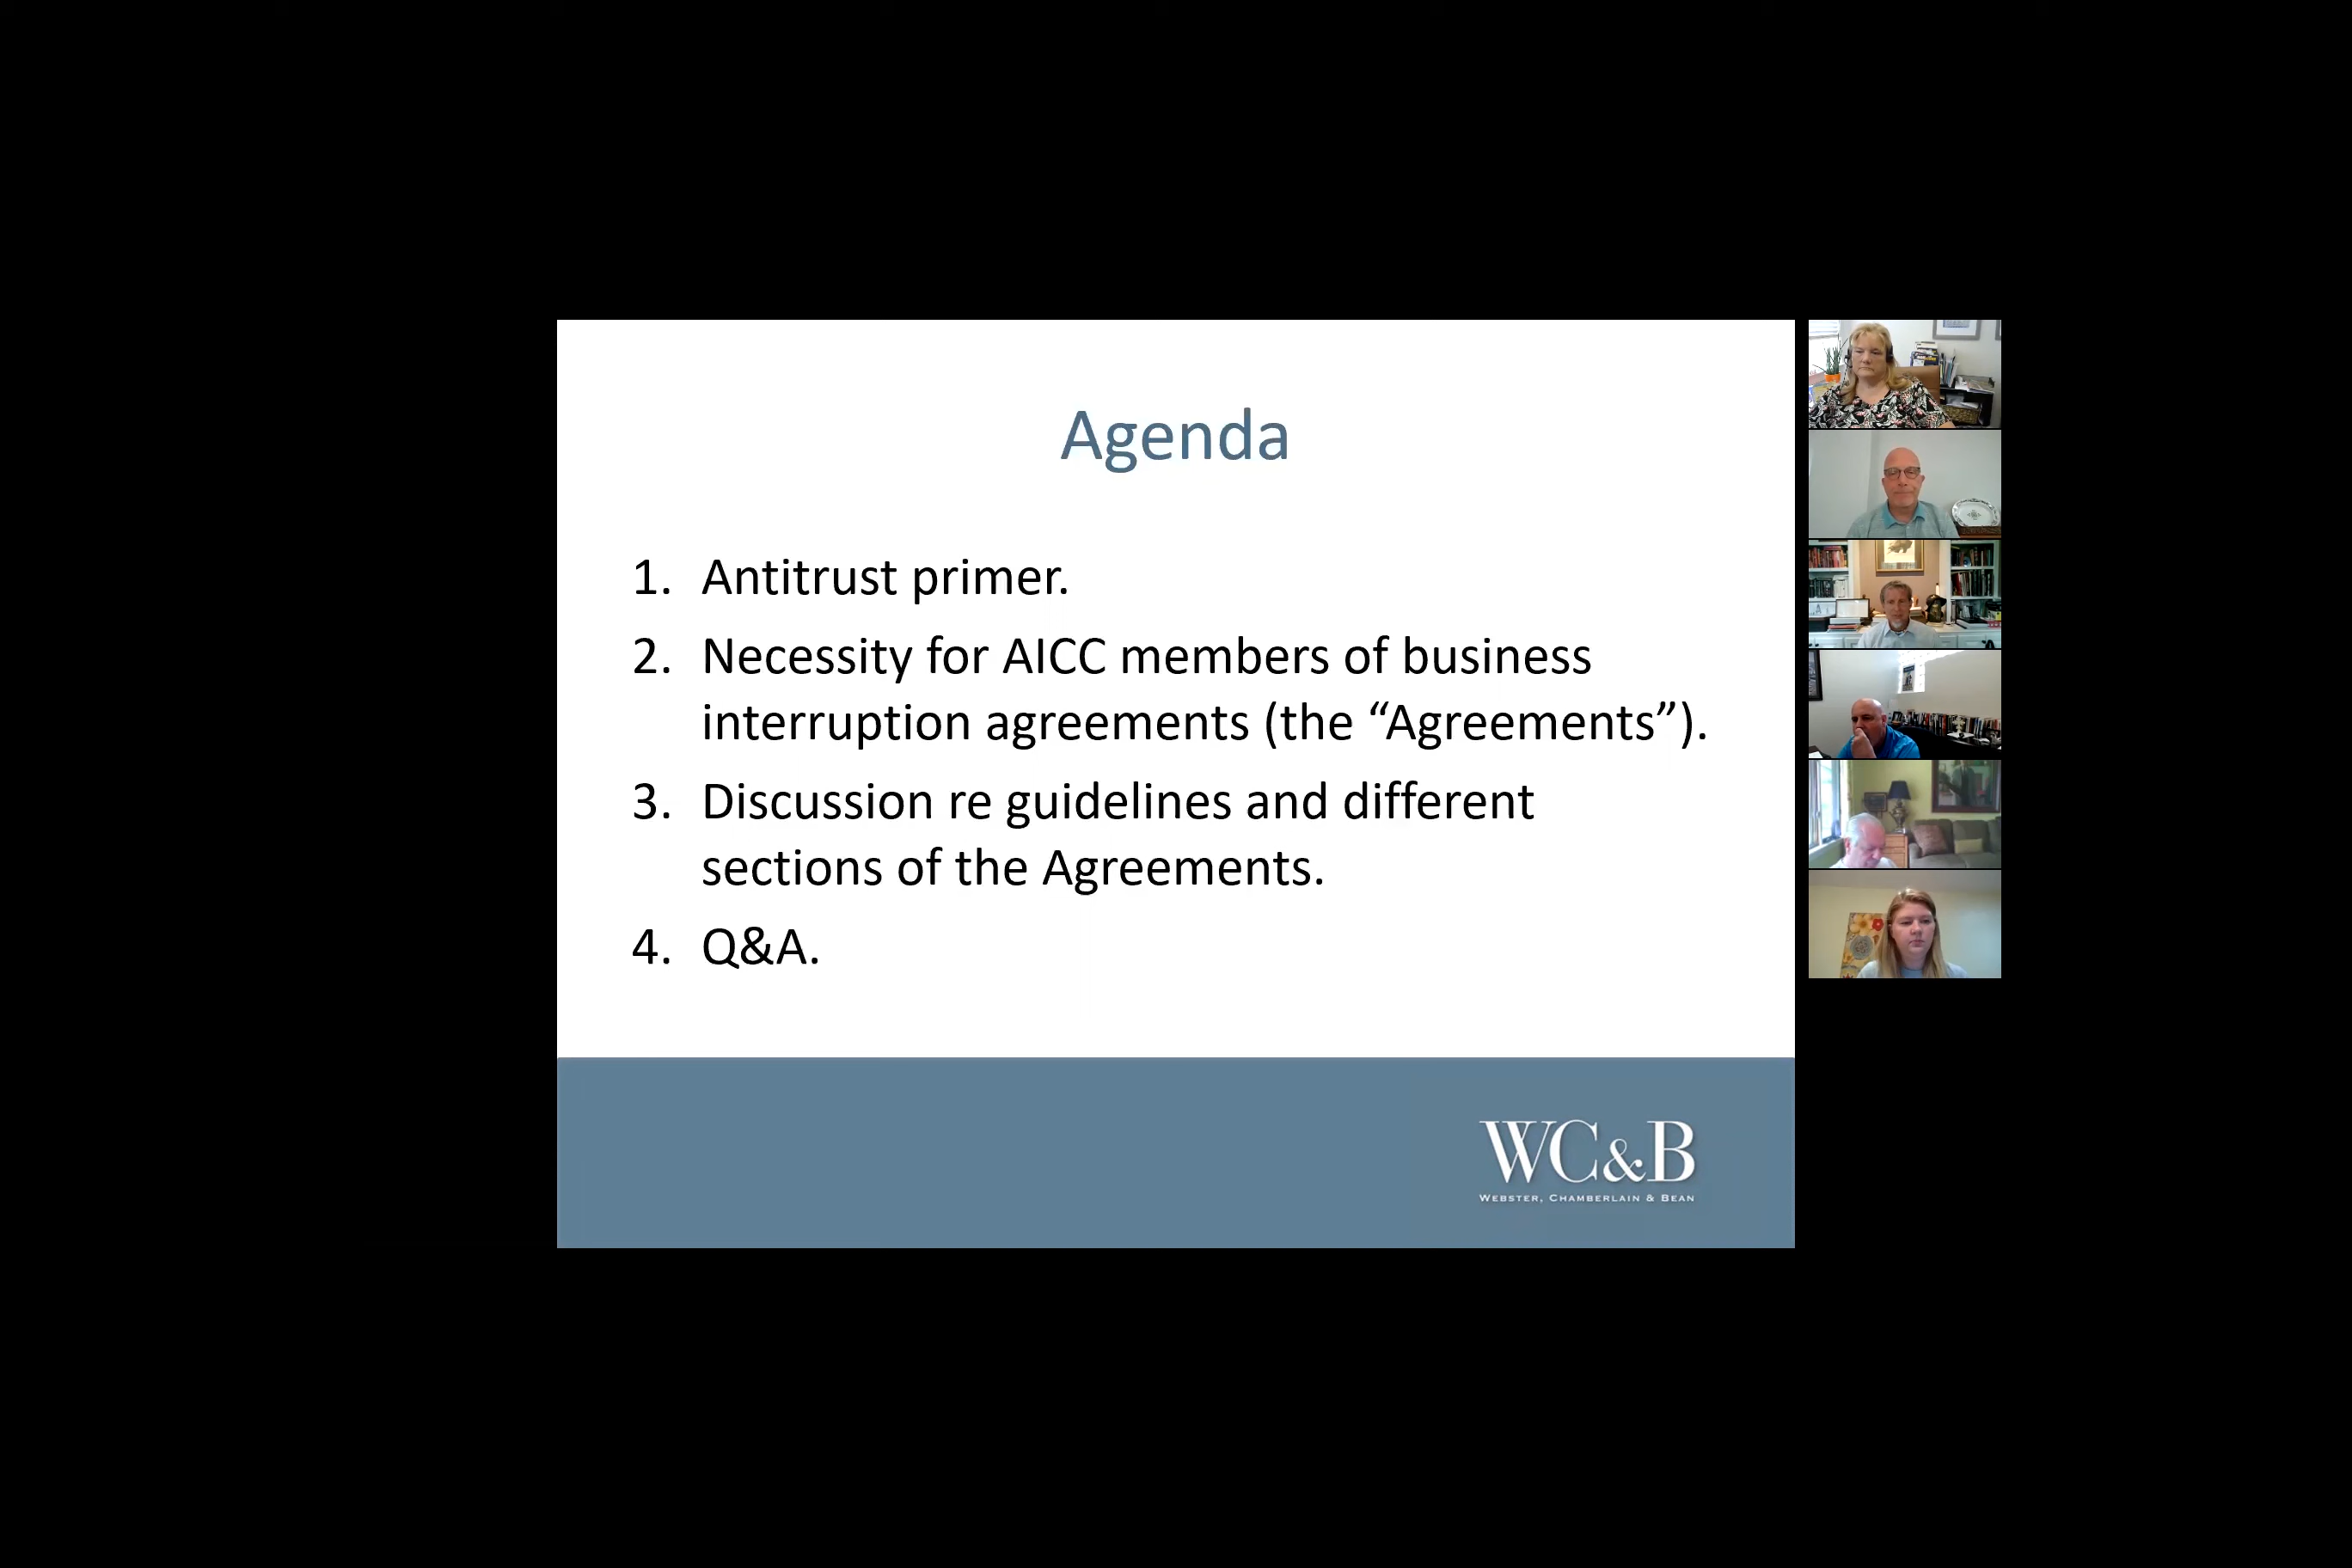 Agenda
1. Antitrust primer.
2. Necessity for AICC members of business
interruption agreements (the “Agreements”).
3. Discussion re guidelines and different
sections of the Agreements.
4. Q&A.
WC&B
WEBSTER, CHAMBERLAIN & BEAN